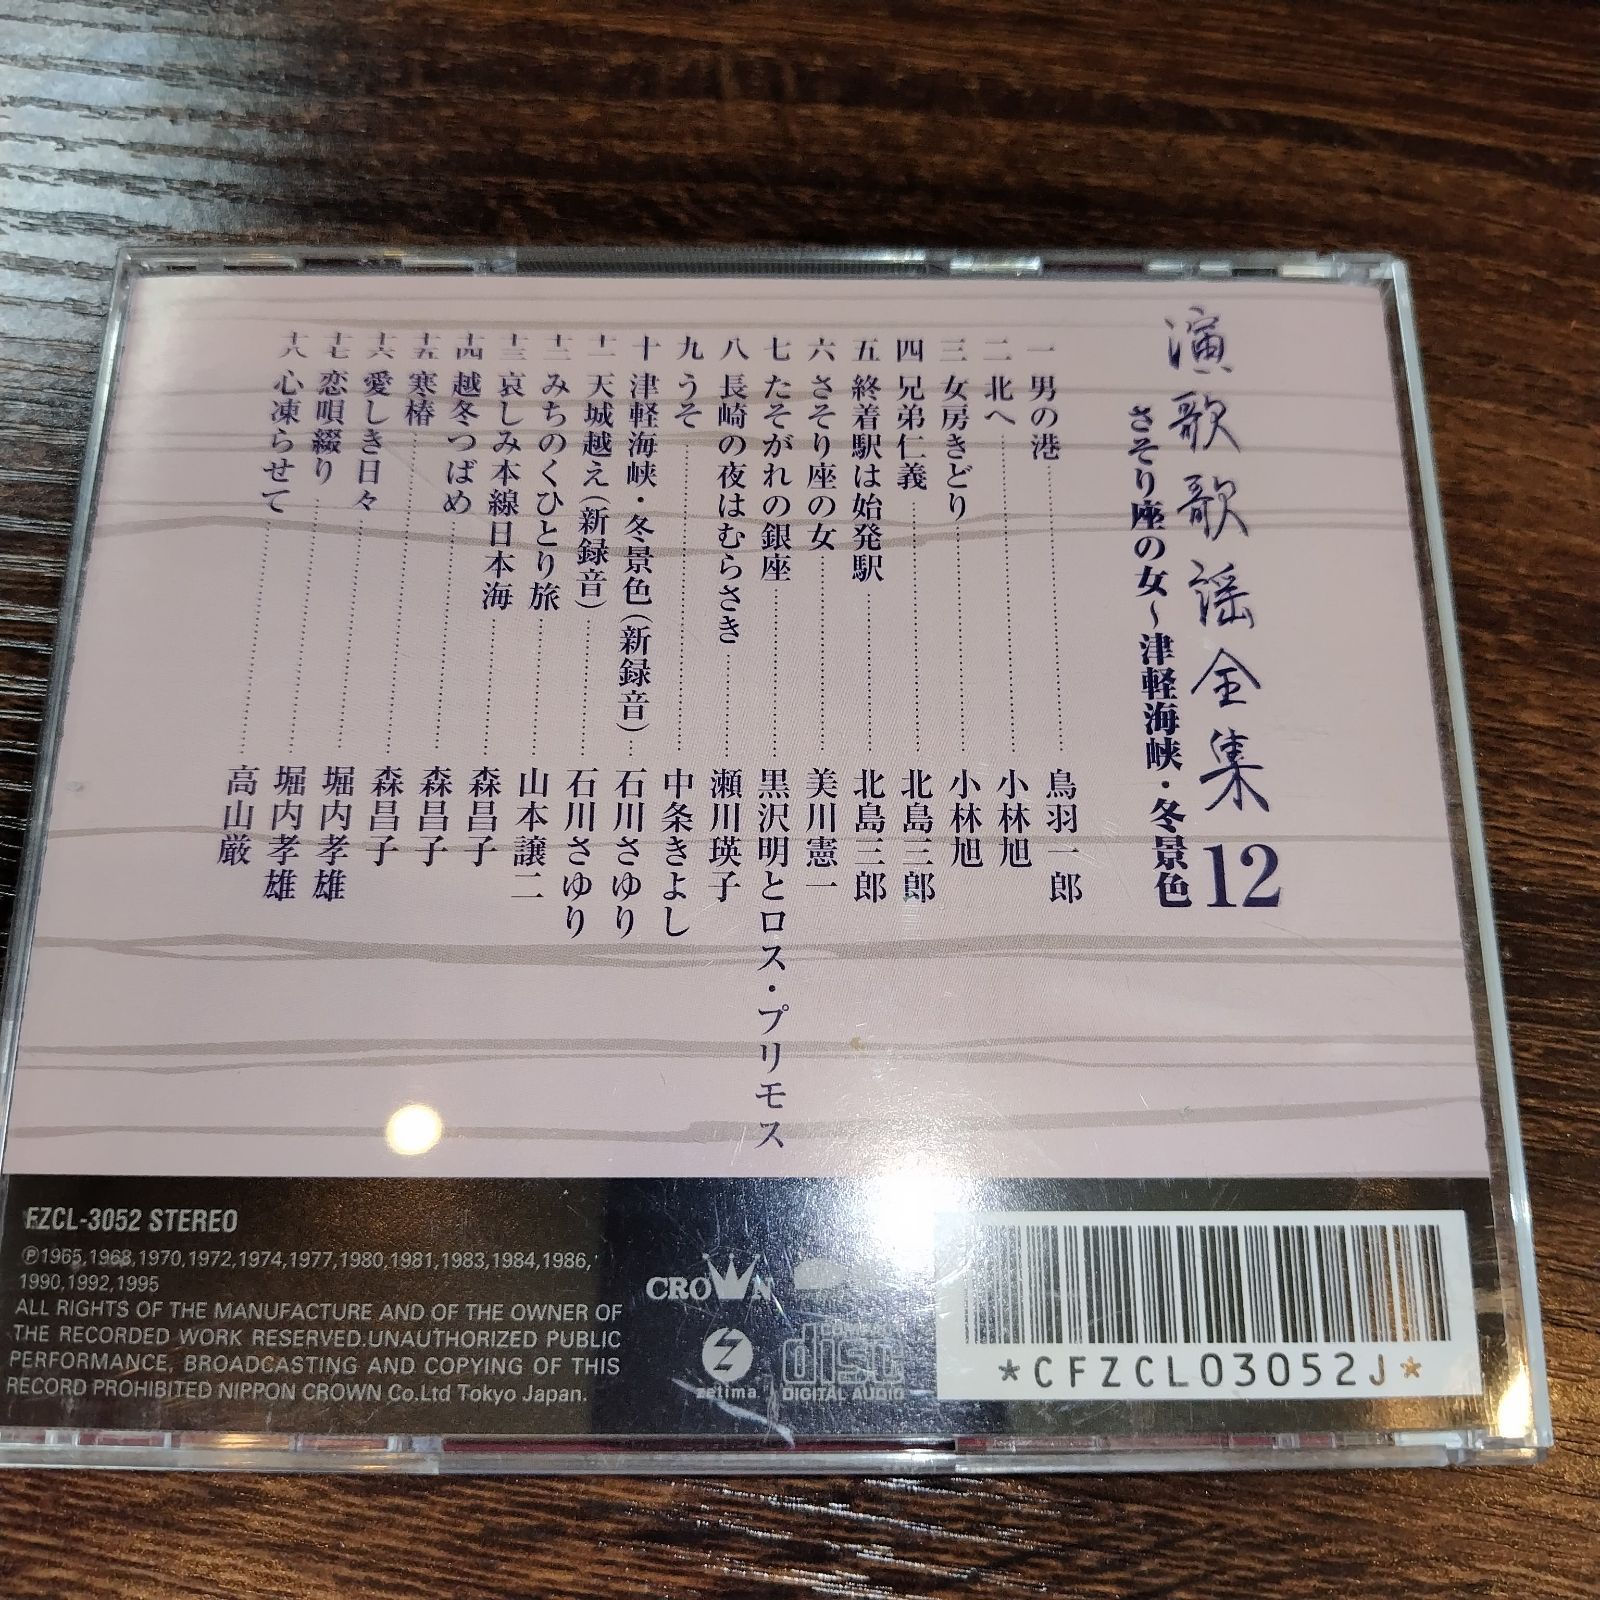 演歌歌謡全集12
さそり座の女～津軽海峡・冬景色
一 男の港 鳥羽一郎
二 北へ 小林旭
三 女房きどり 小林旭
四 兄弟仁義 北島三郎
五 終着駅は始発駅 北島三郎
六 さそり座の女 美川憲一
七 たそがれの銀座 黒沢明とロス・プリモス
八 長崎の夜はむらさき 瀬川瑛子
九 うそ 中条きよし
十 津軽海峡・冬景色(新録音) 石川さゆり
十一 天城越え(新録音) 石川さゆり
十二 みちのくひとり旅 山本譲二
十三 哀しみ本線日本海 森昌子
十四 越冬つばめ 森昌子
十五 寒椿 森昌子
十六 愛しき日々 堀内孝雄
十七 恋唄綴り 堀内孝雄
十八 心凍らせて 高山厳
FZCL-3052 STEREO
Ⓟ1965,1968,1970,1972,1974,1977,1980,1981,1983,1984,1986,
1990,1992,1995
ALL RIGHTS OF THE MANUFACTURE AND OF THE OWNER OF
THE RECORDED WORK RESERVED.UNAUTHORIZED PUBLIC
PERFORMANCE, BROADCASTING AND COPYING OF THIS
RECORD PROHIBITED NIPPON CROWN Co.Ltd Tokyo Japan.
CROWN
zetima
COMPACT
disc
DIGITAL AUDIO
*CFZCL03052J*